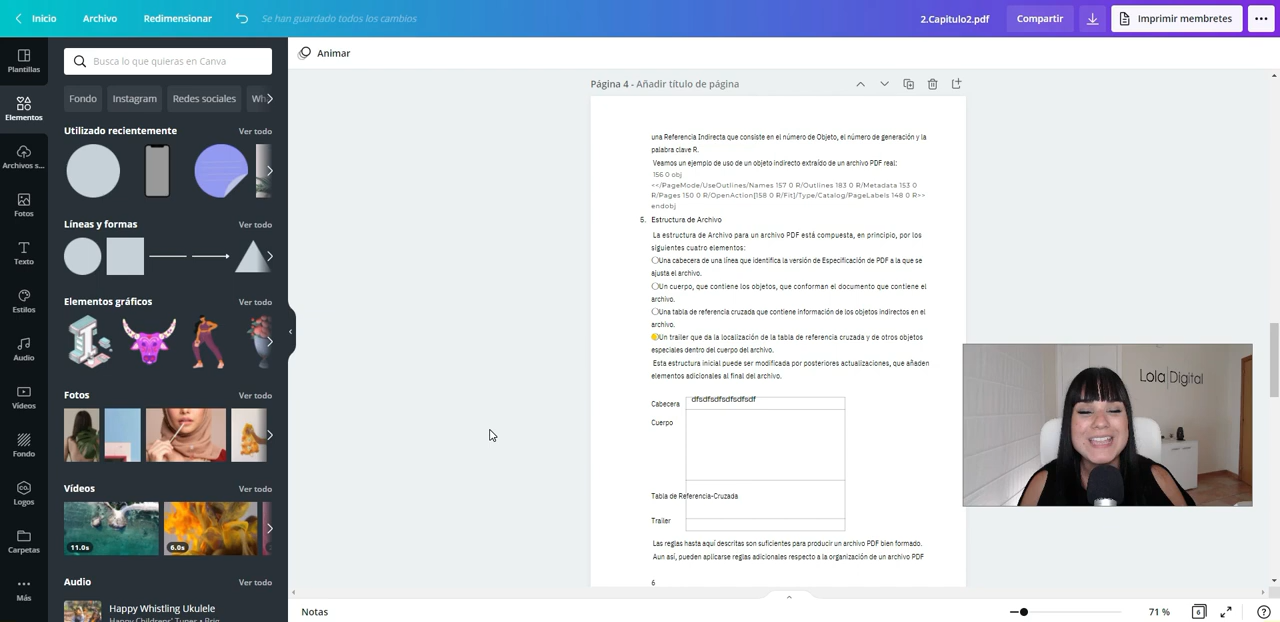 Inicio
Archivo
Redimensionar
Se han guardado todos los cambios
2.Capitulo2.pdf
Compartir
Imprimir membretes
Plantillas
Elementos
Archivos s...
Fotos
Texto
Estilos
Audio
Vídeos
Fondo
Logos
Carpetas
Más
Busca lo que quieras en Canva
Fondo
Instagram
Redes sociales
Wh
Utilizado recientemente
Ver todo
Líneas y formas
Ver todo
Elementos gráficos
Ver todo
Fotos
Ver todo
Vídeos
Ver todo
11.0s
6.0s
Audio
Ver todo
Happy Whistling Ukulele
Animar
Página 4 - Añadir título de página
una Referencia Indirecta que consiste en el número de Objeto, el número de generación y la
palabra clave R.
Veamos un ejemplo de uso de un objeto indirecto extraído de un archivo PDF real:
156 0 obj
<</PageMode/UseOutlines/Names 157 0 R/Outlines 183 0 R/Metadata 153 0
R/Pages 150 0 R/OpenAction[158 0 R/Fit]/Type/Catalog/PageLabels 148 0 R>>
endobj
5. Estructura de Archivo
La estructura de Archivo para un archivo PDF está compuesta, en principio, por los
siguientes cuatro elementos:
Una cabecera de una línea que identifica la versión de Especificación de PDF a la que se
ajusta el archivo.
Un cuerpo, que contiene los objetos, que conforman el documento que contiene el
archivo.
Una tabla de referencia cruzada que contiene información de los objetos indirectos en el
archivo.
Un trailer que da la localización de la tabla de referencia cruzada y de otros objetos
especiales dentro del cuerpo del archivo.
Esta estructura inicial puede ser modificada por posteriores actualizaciones, que añaden
elementos adicionales al final del archivo.
Cabecera
dfsdfsdfsdfsdfsdf
Cuerpo
Tabla de Referencia-Cruzada
Trailer
Las reglas hasta aquí descritas son suficientes para producir un archivo PDF bien formado.
Aun así, pueden aplicarse reglas adicionales respecto a la organización de un archivo PDF
6
Lola Digital
Notas
71 %
6